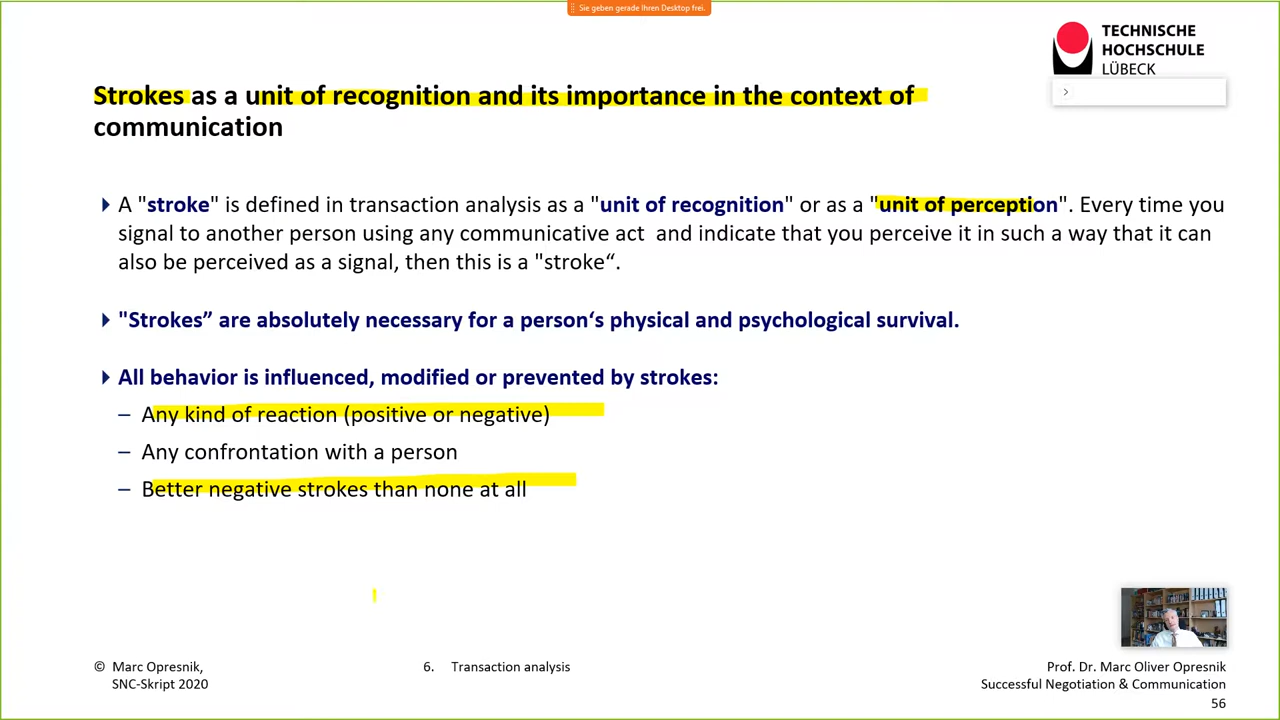 Sie geben gerade Ihren Desktop frei.
TECHNISCHE
HOCHSCHULE
LÜBECK
Strokes as a unit of recognition and its importance in the context of
communication
A "stroke" is defined in transaction analysis as a "unit of recognition" or as a "unit of perception". Every time you
signal to another person using any communicative act and indicate that you perceive it in such a way that it can
also be perceived as a signal, then this is a "stroke“.
"Strokes” are absolutely necessary for a person‘s physical and psychological survival.
All behavior is influenced, modified or prevented by strokes:
– Any kind of reaction (positive or negative)
– Any confrontation with a person
– Better negative strokes than none at all
© Marc Opresnik,
SNC-Skript 2020
6. Transaction analysis
Prof. Dr. Marc Oliver Opresnik
Successful Negotiation & Communication
56